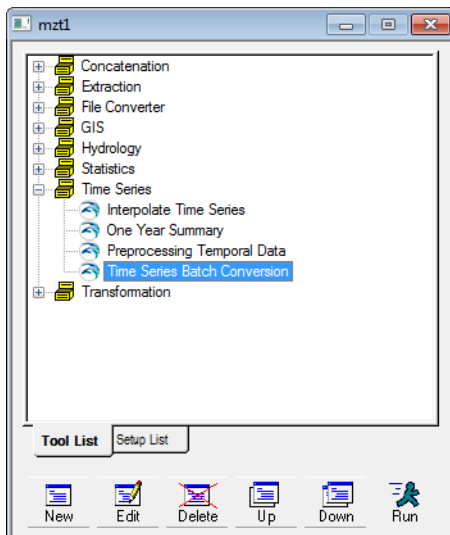 mzt1
Concatenation
Extraction
File Converter
GIS
Hydrology
Statistics
Time Series
Interpolate Time Series
One Year Summary
Preprocessing Temporal Data
Time Series Batch Conversion
Transformation
Tool List Setup List
New Edit Delete Up Down Run